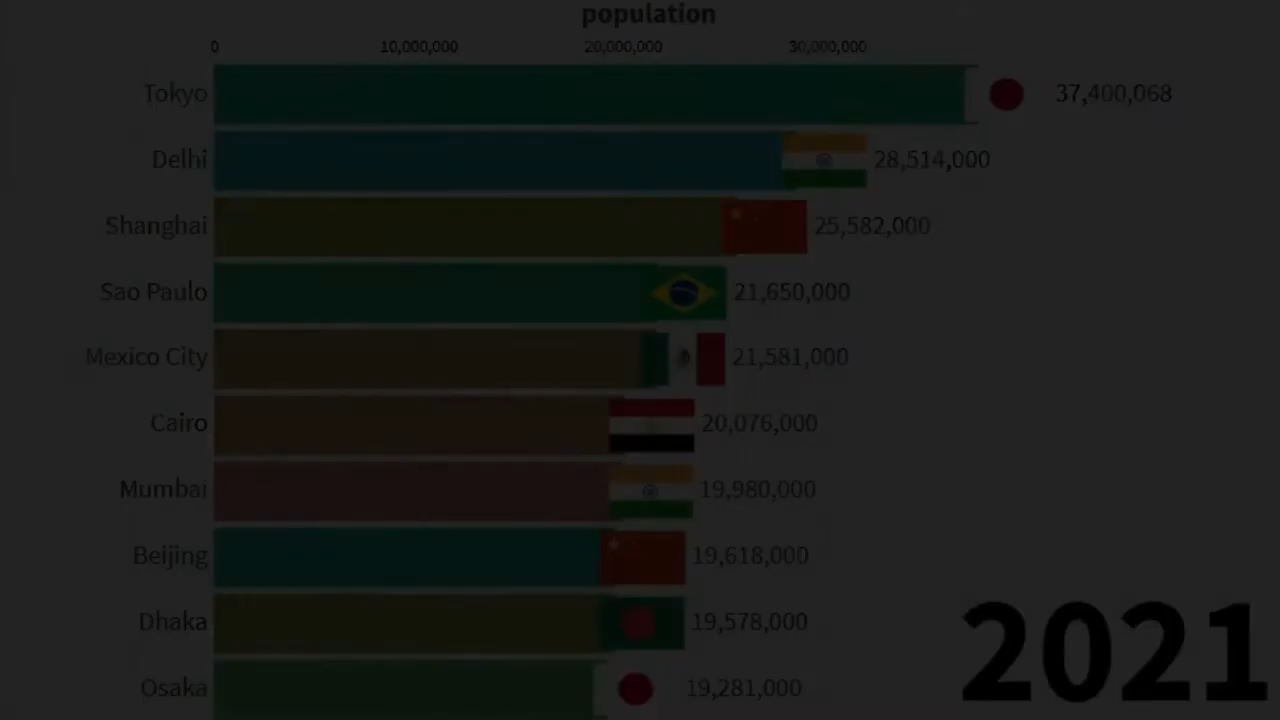 population
0 10,000,000 20,000,000 30,000,000
Tokyo 37,400,068
Delhi 28,514,000
Shanghai 25,582,000
Sao Paulo 21,650,000
Mexico City 21,581,000
Cairo 20,076,000
Mumbai 19,980,000
Beijing 19,618,000
Dhaka 19,578,000
Osaka 19,281,000
2021